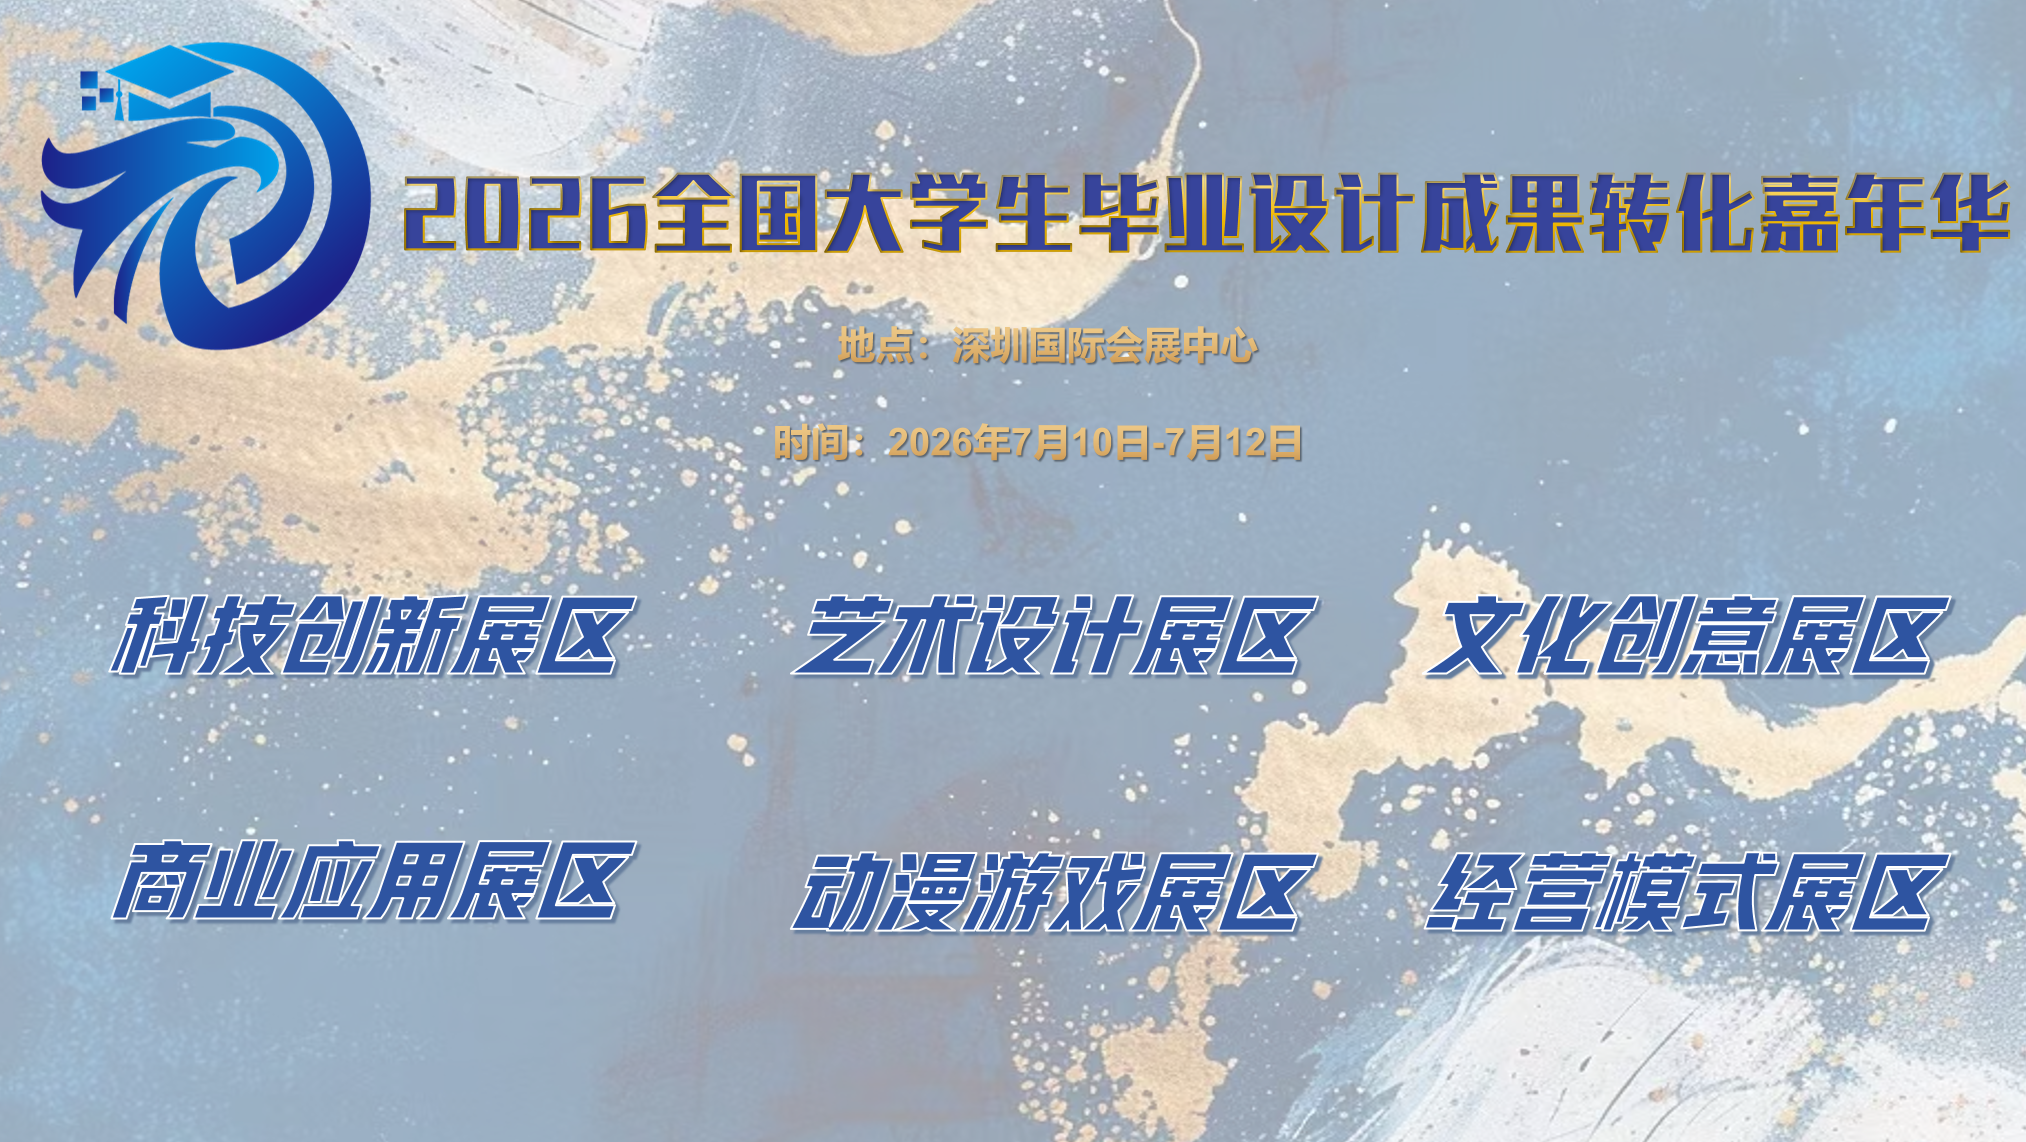 2026全国大学生毕业设计成果转化嘉年华
地点：深圳国际会展中心
时间：2026年7月10日-7月12日
科技创新展区
艺术设计展区
文化创意展区
商业应用展区
动漫游戏展区
经营模式展区